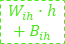 W_{ih} · h
+ B_{ih}